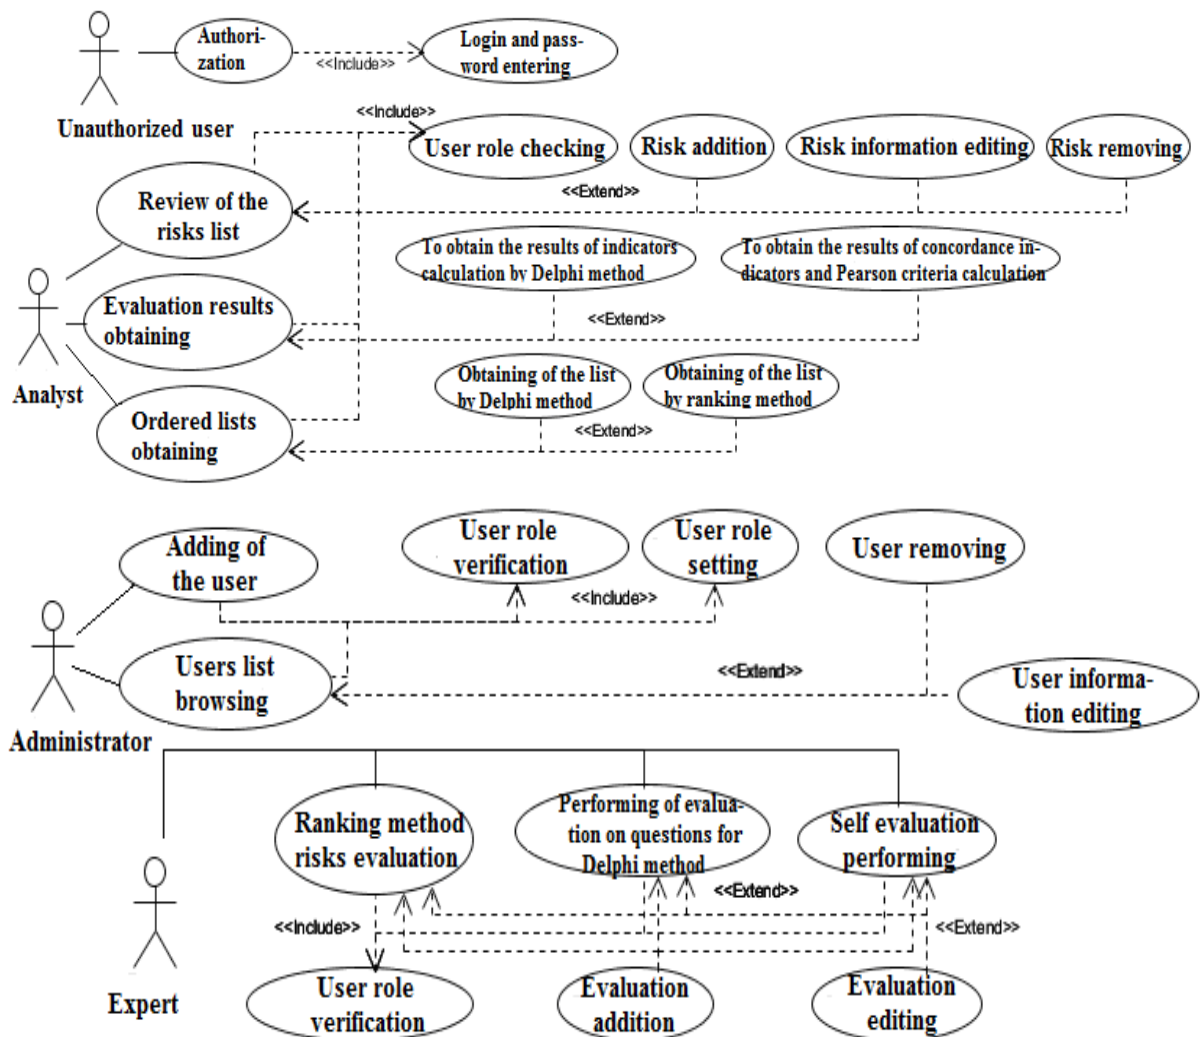 Authori-
zation
<<Include>>
Login and pass-
word entering
Unauthorized user
<<Include>>
User role checking
Risk addition
Risk information editing
Risk removing
<<Extend>>
Review of the
risks list
To obtain the results of indicators
calculation by Delphi method
To obtain the results of concordance in-
dicators and Pearson criteria calculation
Evaluation results
obtaining
<<Extend>>
Analyst
Obtaining of the list
by Delphi method
Obtaining of the list
by ranking method
Ordered lists
obtaining
<<Extend>>
Adding of
the user
User role
verification
User role
setting
User removing
<<Include>>
Users list
browsing
<<Extend>>
User informa-
tion editing
Administrator
Ranking method
risks evaluation
Performing of evalua-
tion on questions for
Delphi method
Self evaluation
performing
<<Extend>>
<<Include>>
<<Extend>>
Expert
User role
verification
Evaluation
addition
Evaluation
editing